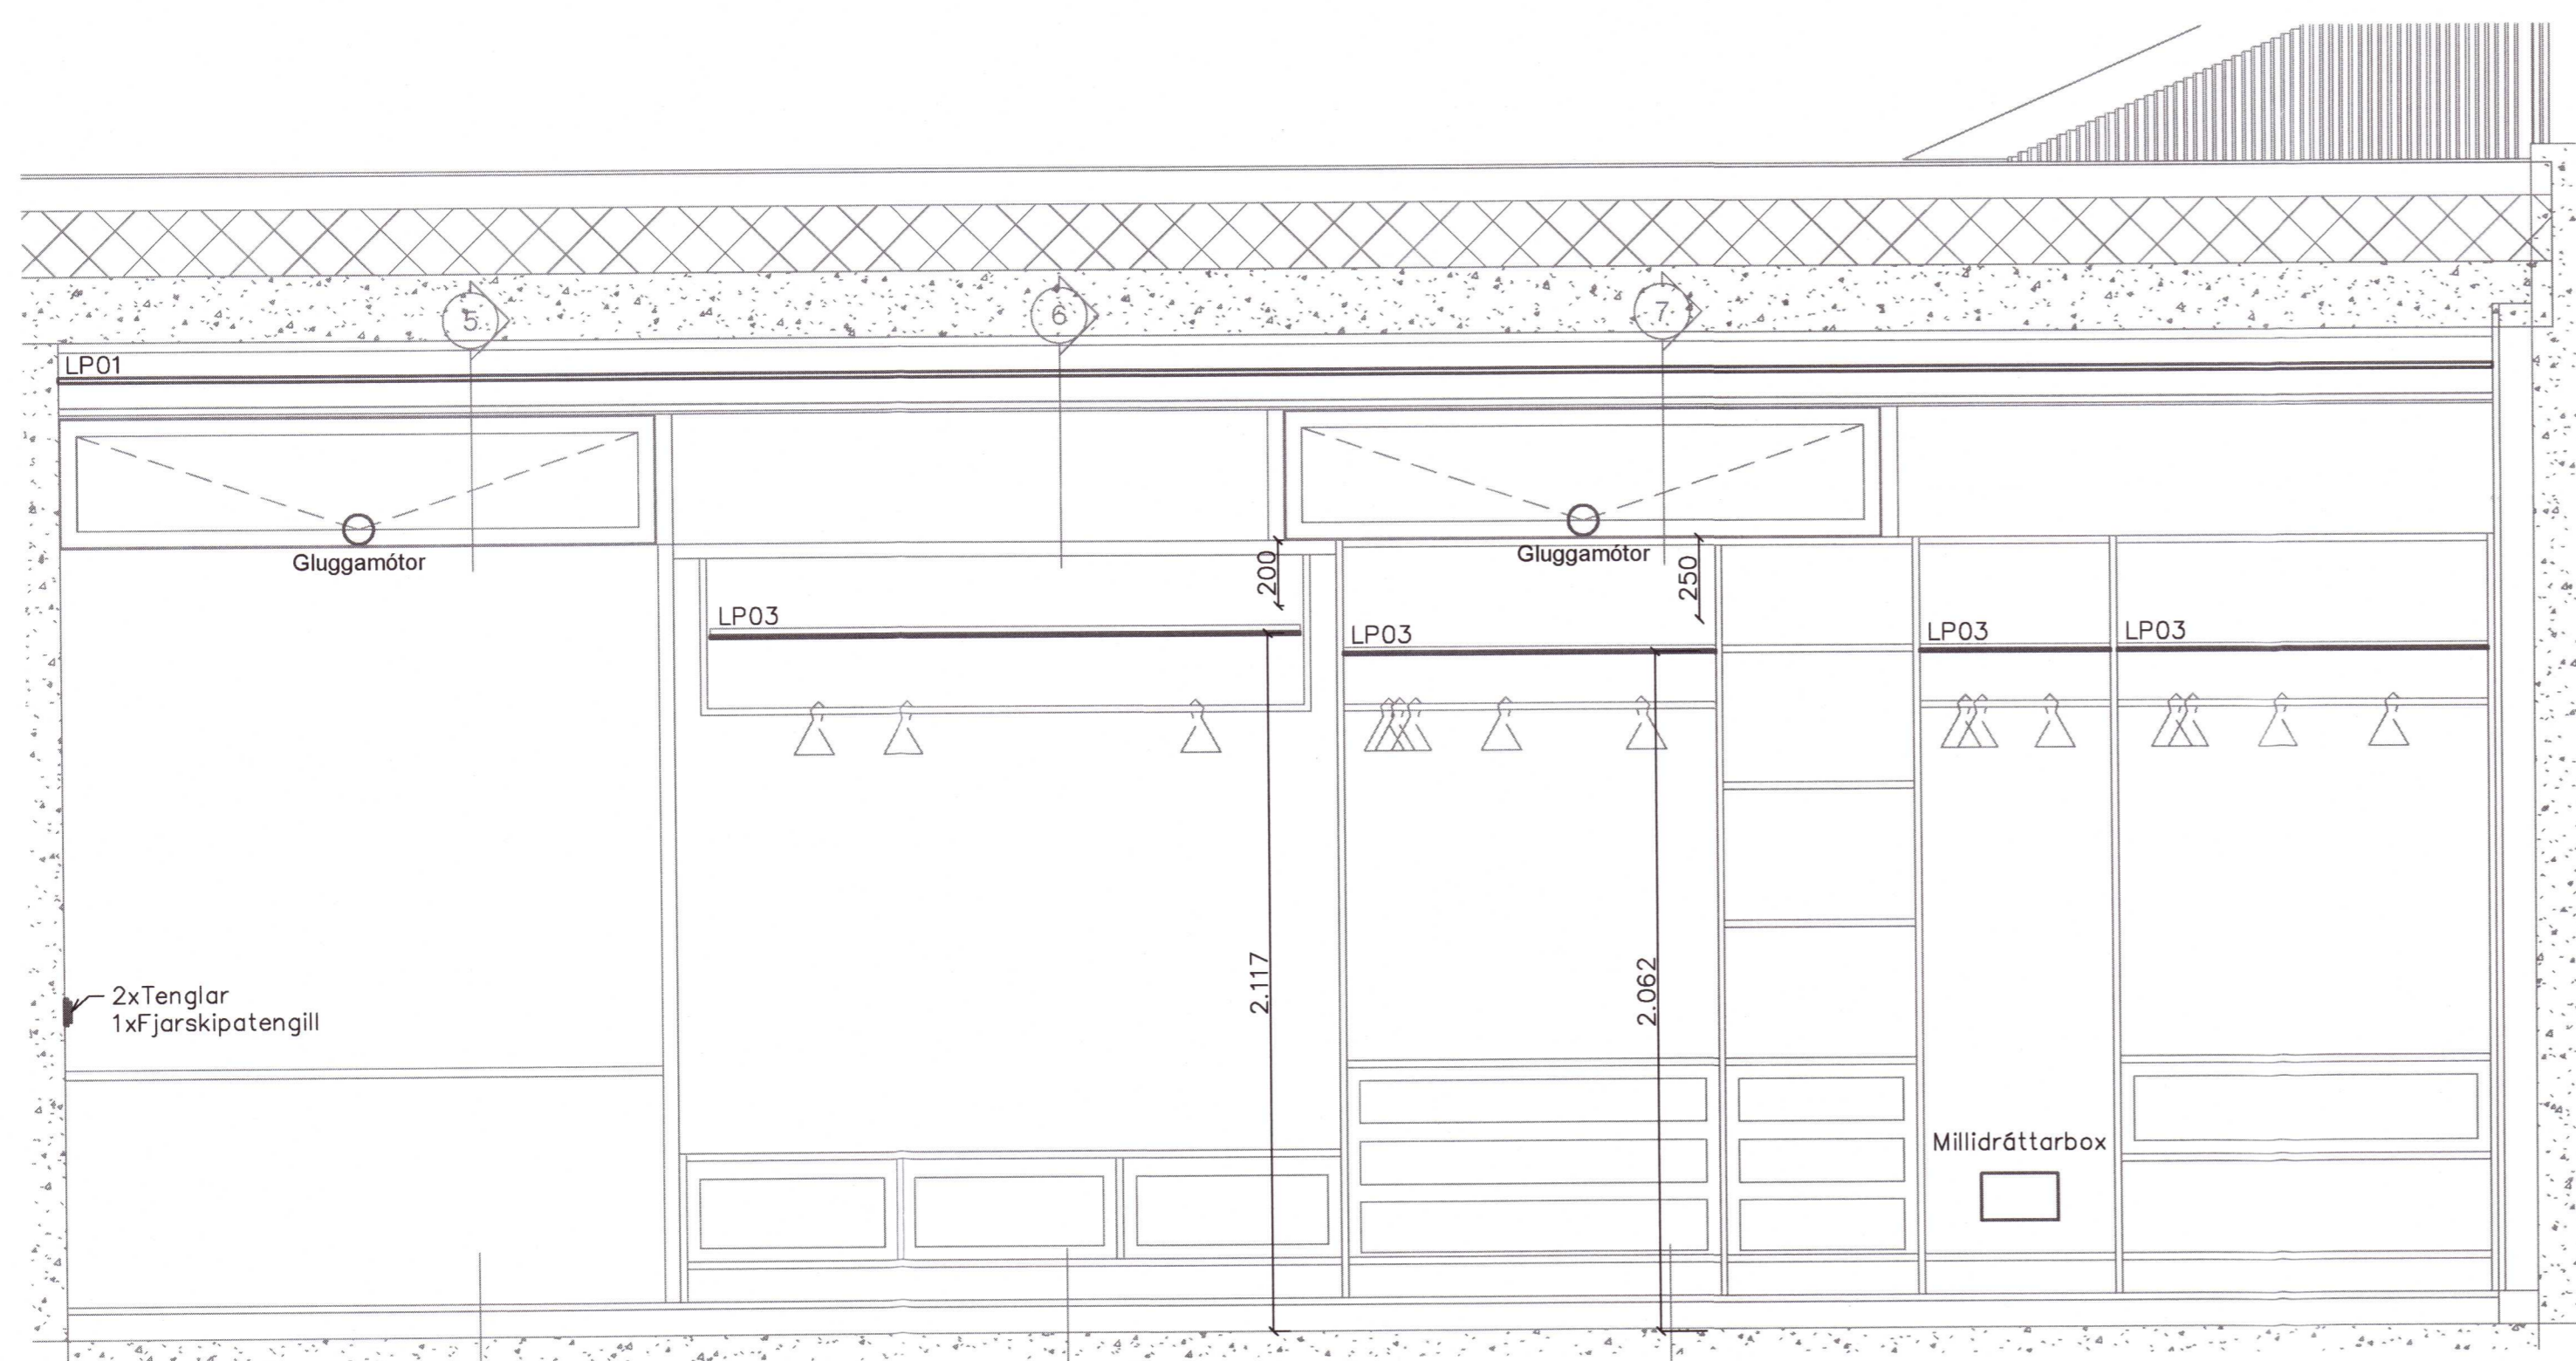 5
6
7
LP01
Gluggamótor
Gluggamótor
200
250
LP03
LP03
LP03
LP03
2.117
2.062
2xTenglar
1xFjarskipatengill
Millidráttarbox